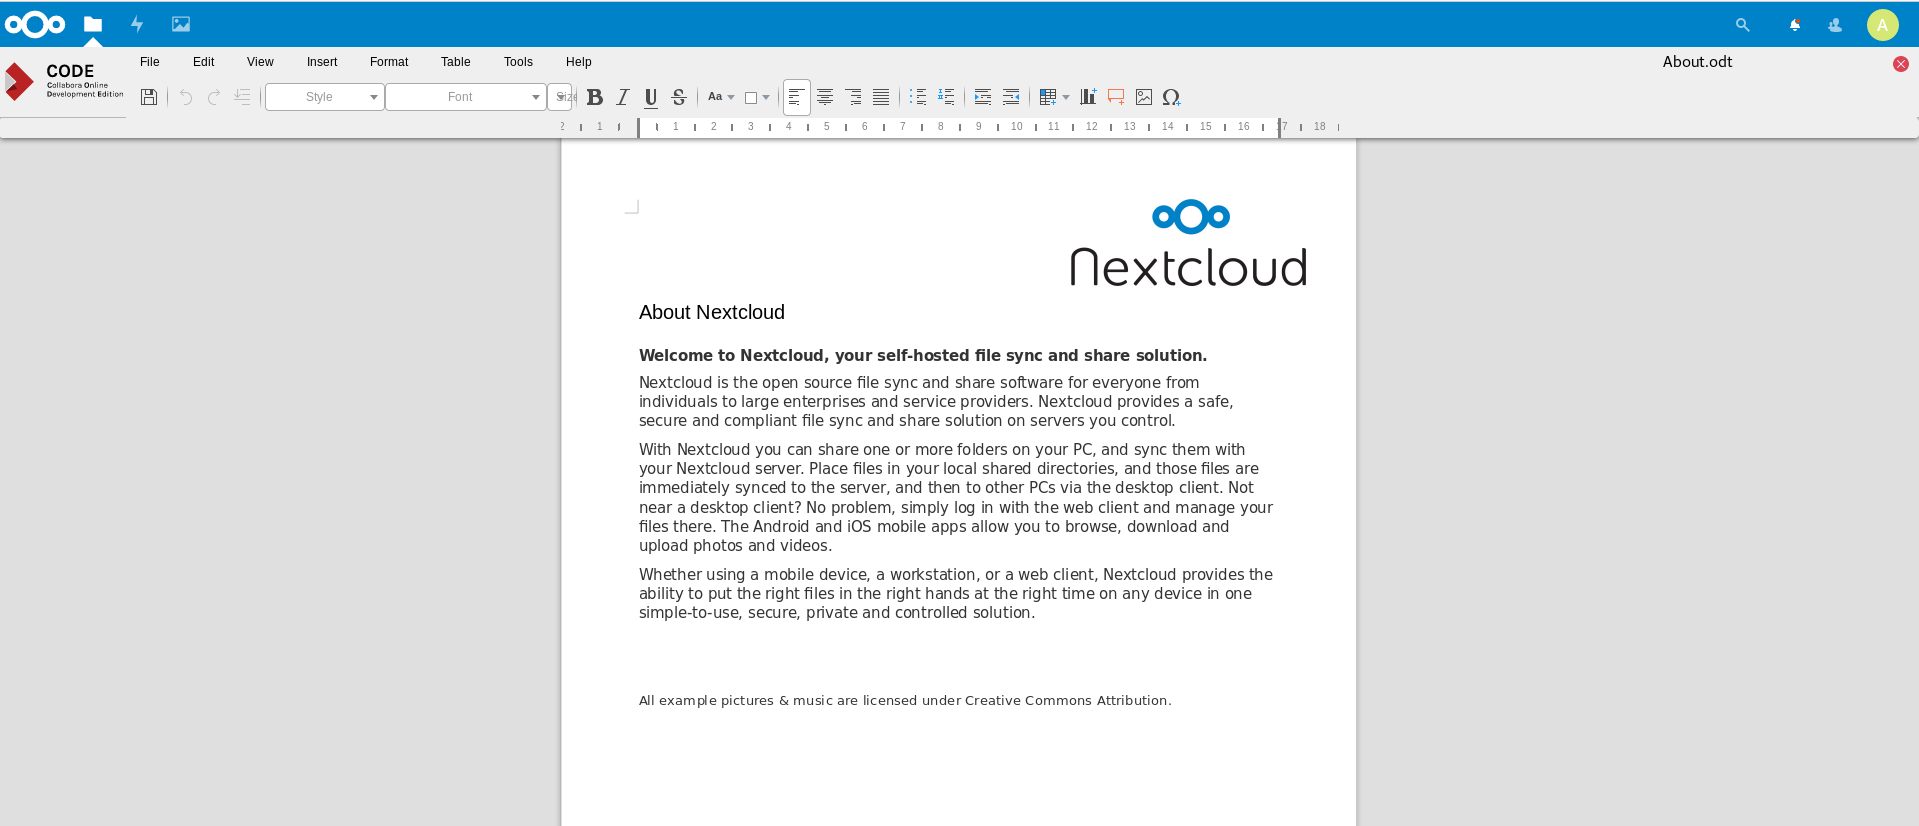 A
CODE
Collabora Online
Development Edition
File Edit View Insert Format Table Tools Help
About.odt
Style Font Size
Aa
2 1 1 2 3 4 5 6 7 8 9 10 11 12 13 14 15 16 17 18
Nextcloud
About Nextcloud
Welcome to Nextcloud, your self-hosted file sync and share solution.
Nextcloud is the open source file sync and share software for everyone from
individuals to large enterprises and service providers. Nextcloud provides a safe,
secure and compliant file sync and share solution on servers you control.
With Nextcloud you can share one or more folders on your PC, and sync them with
your Nextcloud server. Place files in your local shared directories, and those files are
immediately synced to the server, and then to other PCs via the desktop client. Not
near a desktop client? No problem, simply log in with the web client and manage your
files there. The Android and iOS mobile apps allow you to browse, download and
upload photos and videos.
Whether using a mobile device, a workstation, or a web client, Nextcloud provides the
ability to put the right files in the right hands at the right time on any device in one
simple-to-use, secure, private and controlled solution.
All example pictures & music are licensed under Creative Commons Attribution.